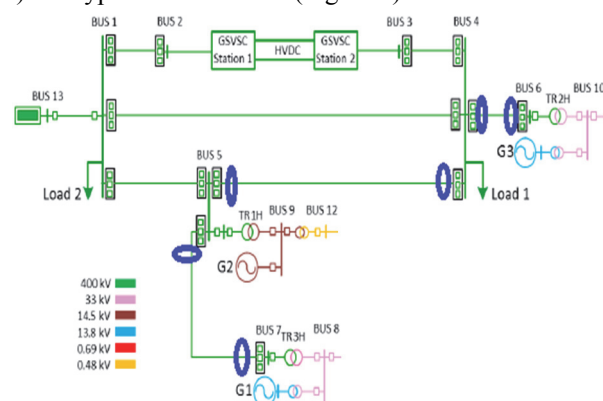 BUS 1
BUS 2
GSVSC
Station 1
HVDC
GSVSC
Station 2
BUS 3
BUS 4
BUS 13
BUS 6
TR2H
BUS 10
G3
BUS 5
Load 2
Load 1
TR1H
BUS 9
BUS 12
G2
400 kV
33 kV
14.5 kV
13.8 kV
0.69 kV
0.48 kV
BUS 7
TR3H
BUS 8
G1